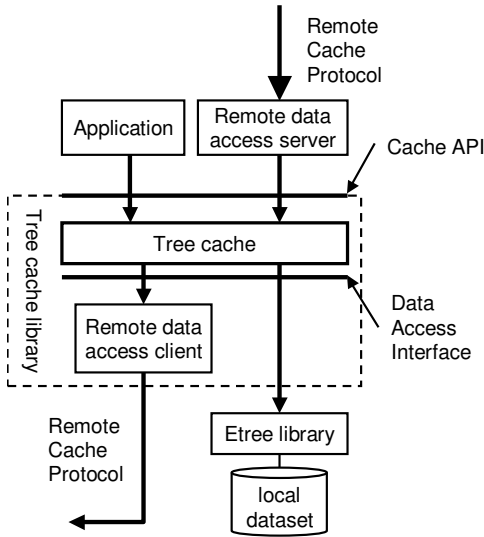 Remote
Cache
Protocol
Application
Remote data
access server
Cache API
Tree cache library
Tree cache
Remote data
access client
Data
Access
Interface
Remote
Cache
Protocol
Etree library
local
dataset